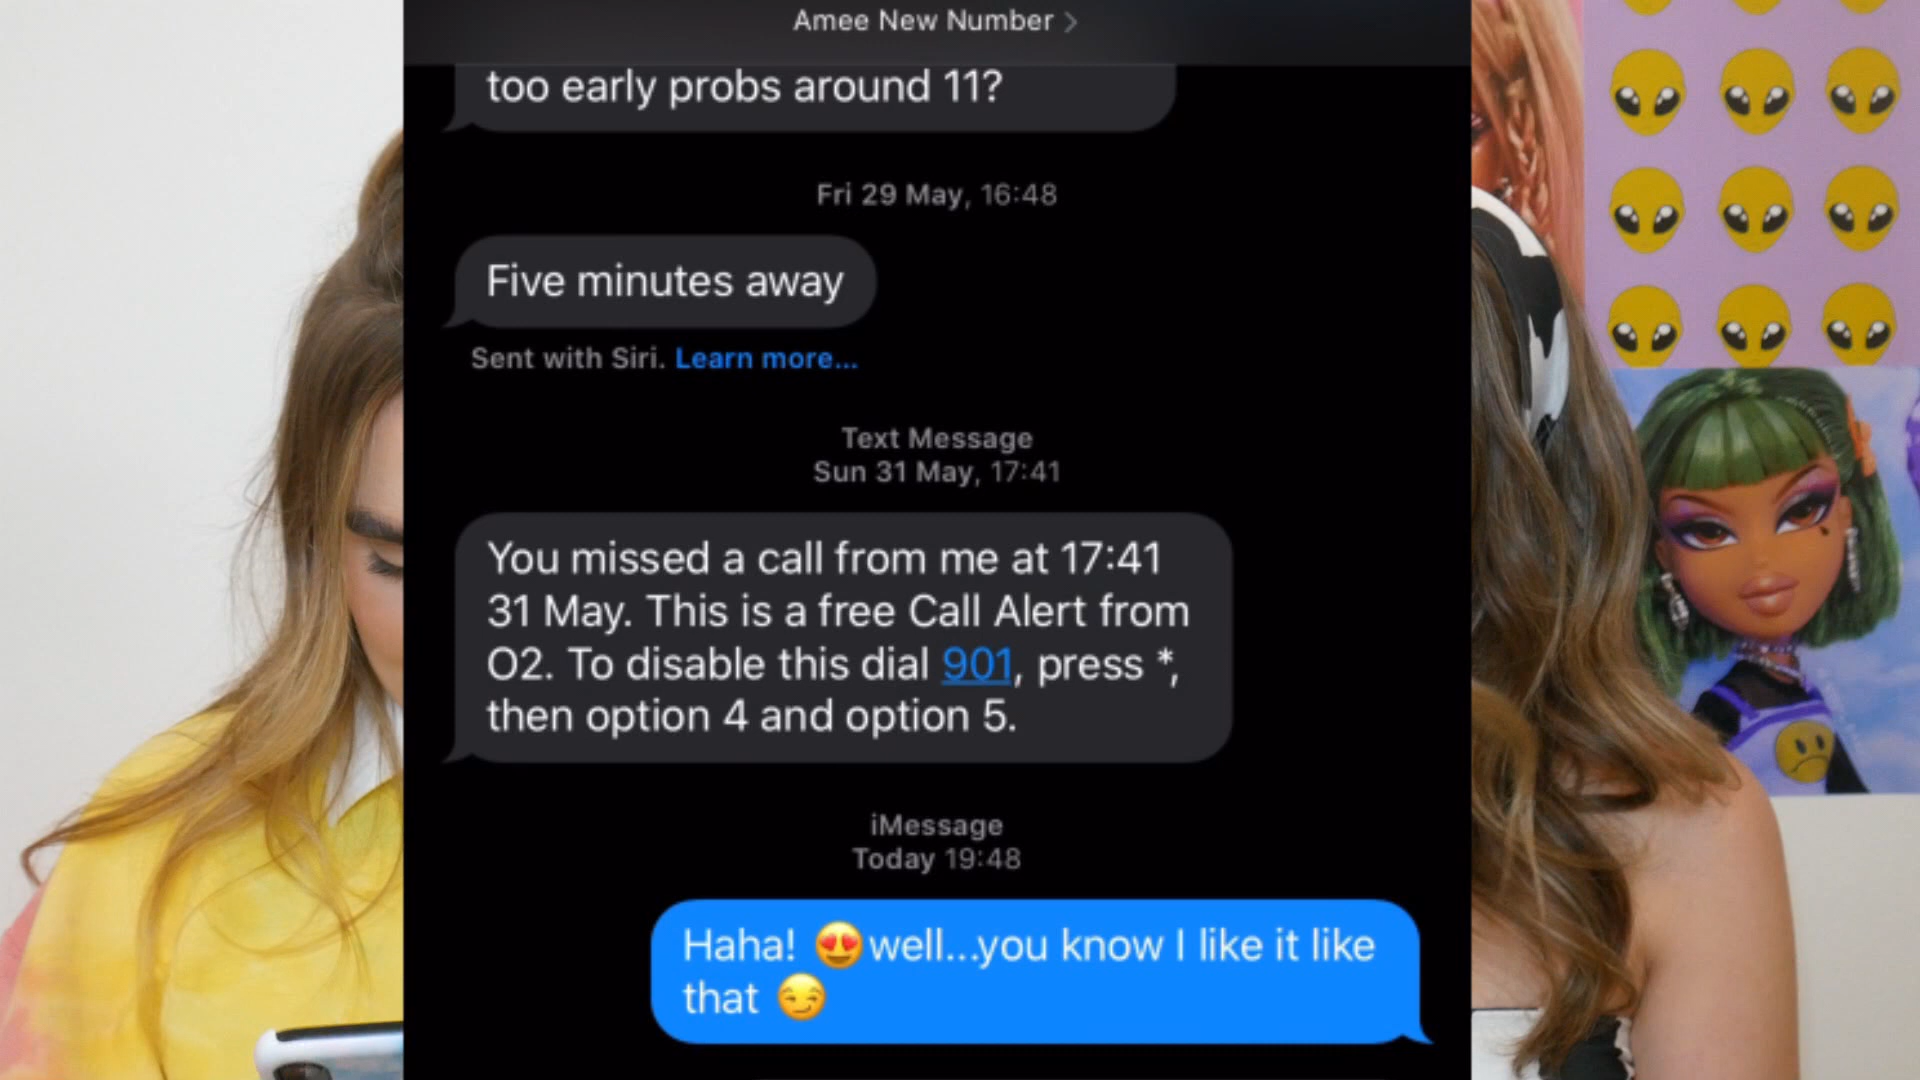 Amee New Number
too early probs around 11?
Fri 29 May, 16:48
Five minutes away
Sent with Siri. Learn more...
Text Message
Sun 31 May, 17:41
You missed a call from me at 17:41
31 May. This is a free Call Alert from
O2. To disable this dial 901, press *,
then option 4 and option 5.
iMessage
Today 19:48
Haha! 😍well...you know I like it like
that 😏